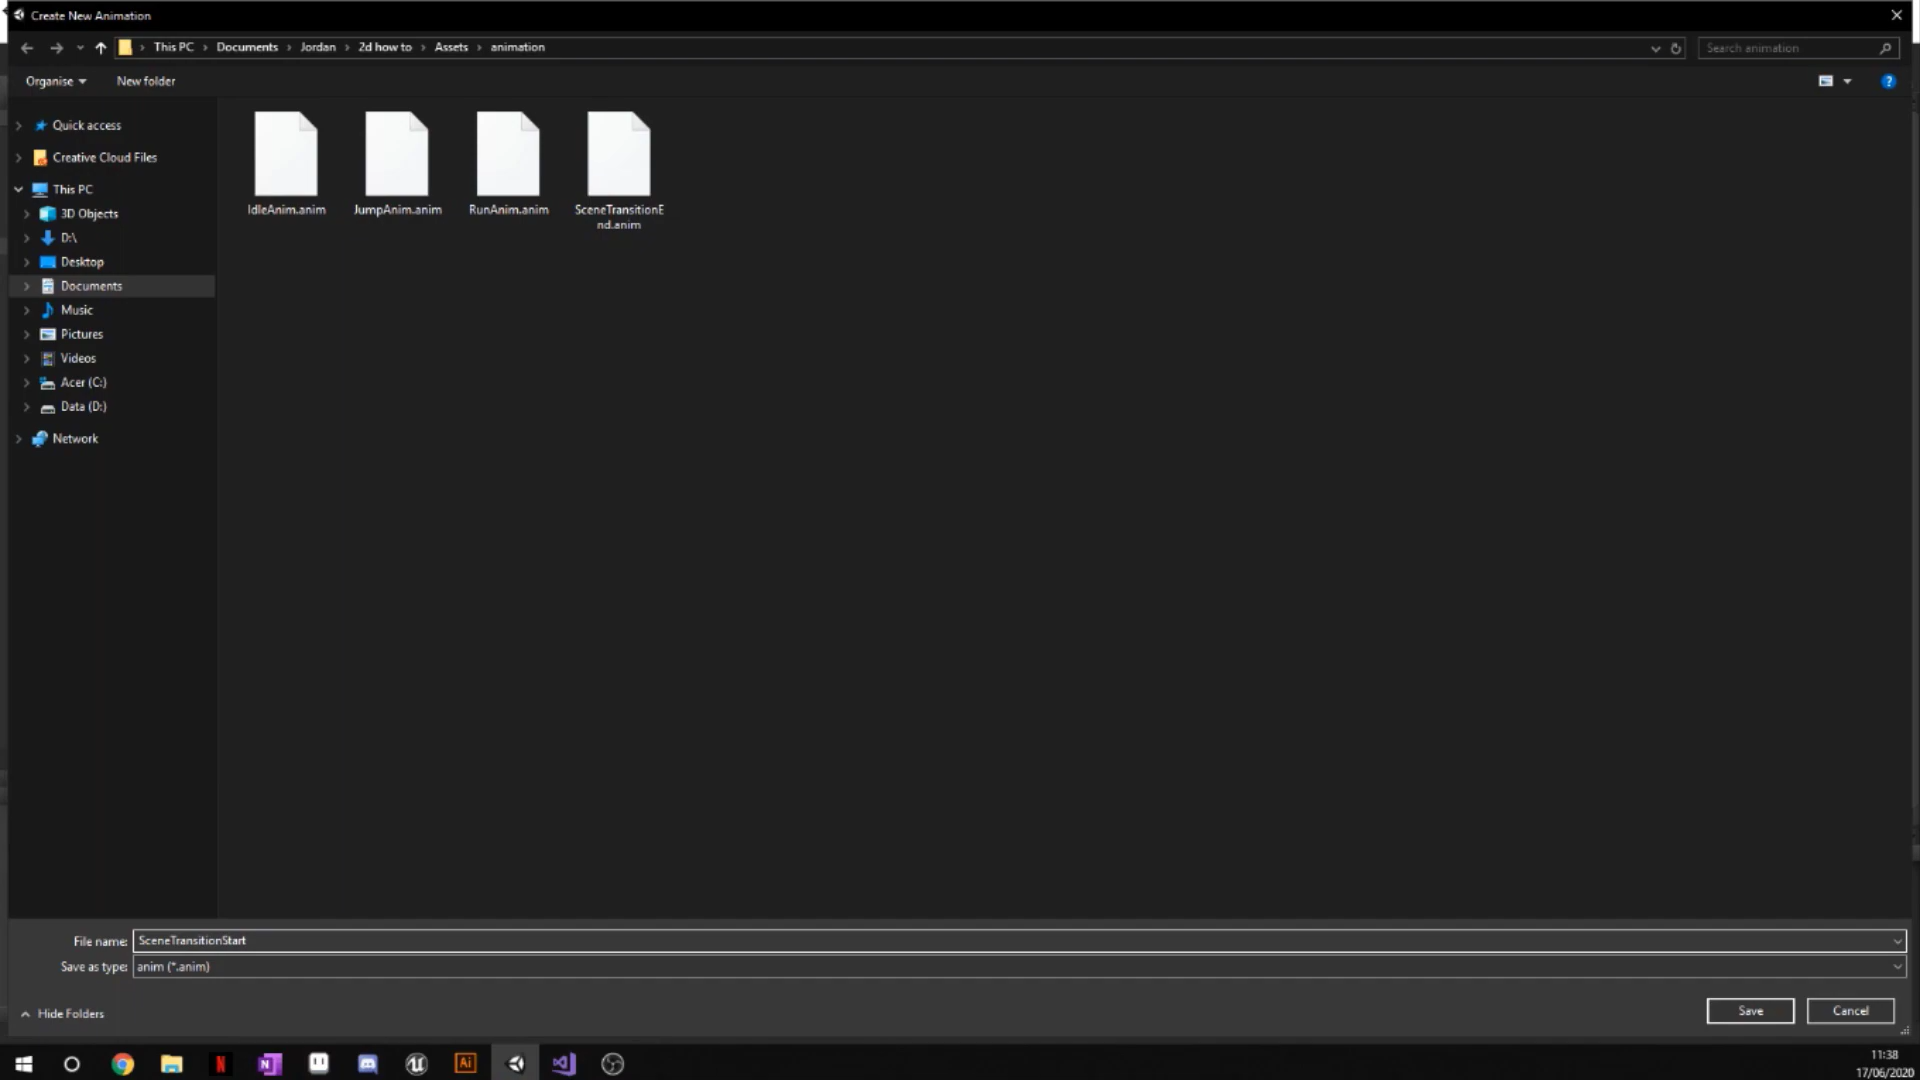 Create New Animation
This PC > Documents > Jordan > 2d how to > Assets > animation
Search animation
Organise
New folder
Quick access
Creative Cloud Files
This PC
3D Objects
D:\
Desktop
Documents
Music
Pictures
Videos
Acer (C:)
Data (D:)
Network
IdleAnim.anim
JumpAnim.anim
RunAnim.anim
SceneTransitionE
nd.anim
File name: SceneTransitionStart
Save as type: anim (*.anim)
Hide Folders
Save
Cancel
N
N
Ai
11:38
17/06/2020